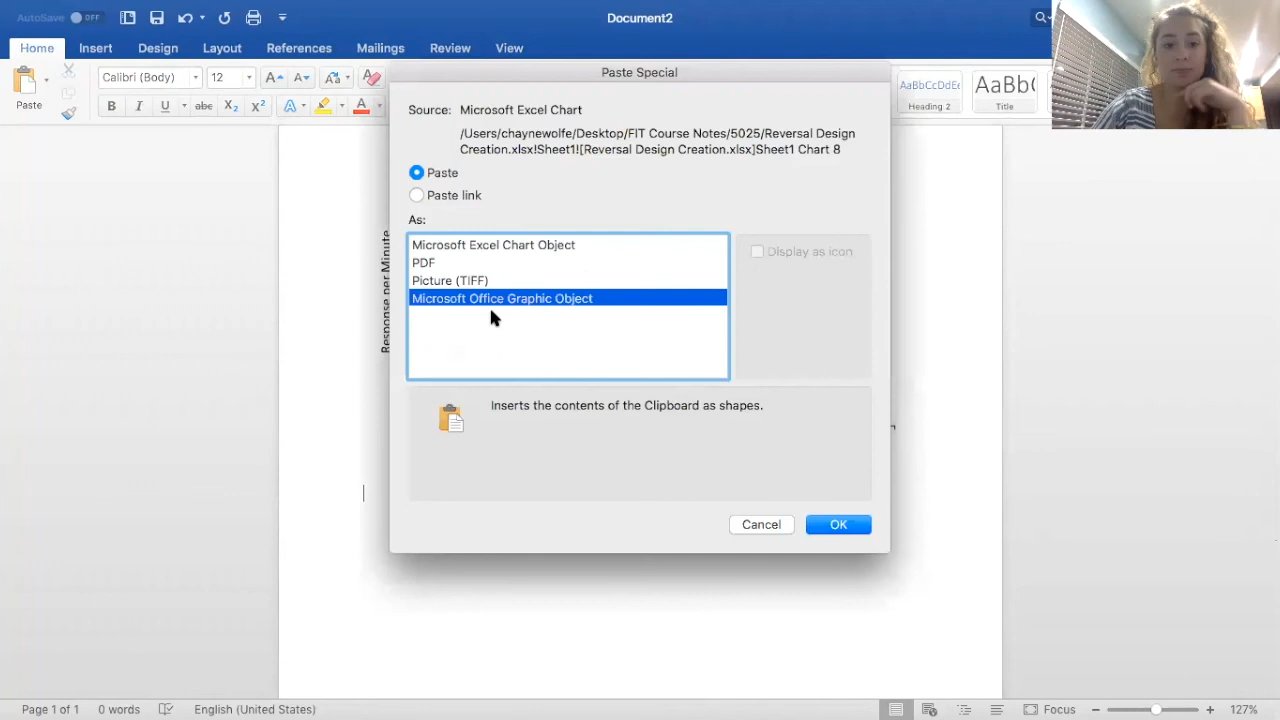 AutoSave OFF
Document2
Home Insert Design Layout References Mailings Review View
Paste
Calibri (Body) 12
B I U abc X2 X2 A A
AaBbCcDdEe
Heading 2
AaBbC
Title
Paste Special
Source: Microsoft Excel Chart
/Users/chaynewolfe/Desktop/FIT Course Notes/5025/Reversal Design
Creation.xlsx!Sheet1![Reversal Design Creation.xlsx]Sheet1 Chart 8
Paste
Paste link
As:
Microsoft Excel Chart Object
PDF
Picture (TIFF)
Microsoft Office Graphic Object
Display as icon
Inserts the contents of the Clipboard as shapes.
Cancel OK
Response per Minute
Page 1 of 1 0 words English (United States) Focus 127%